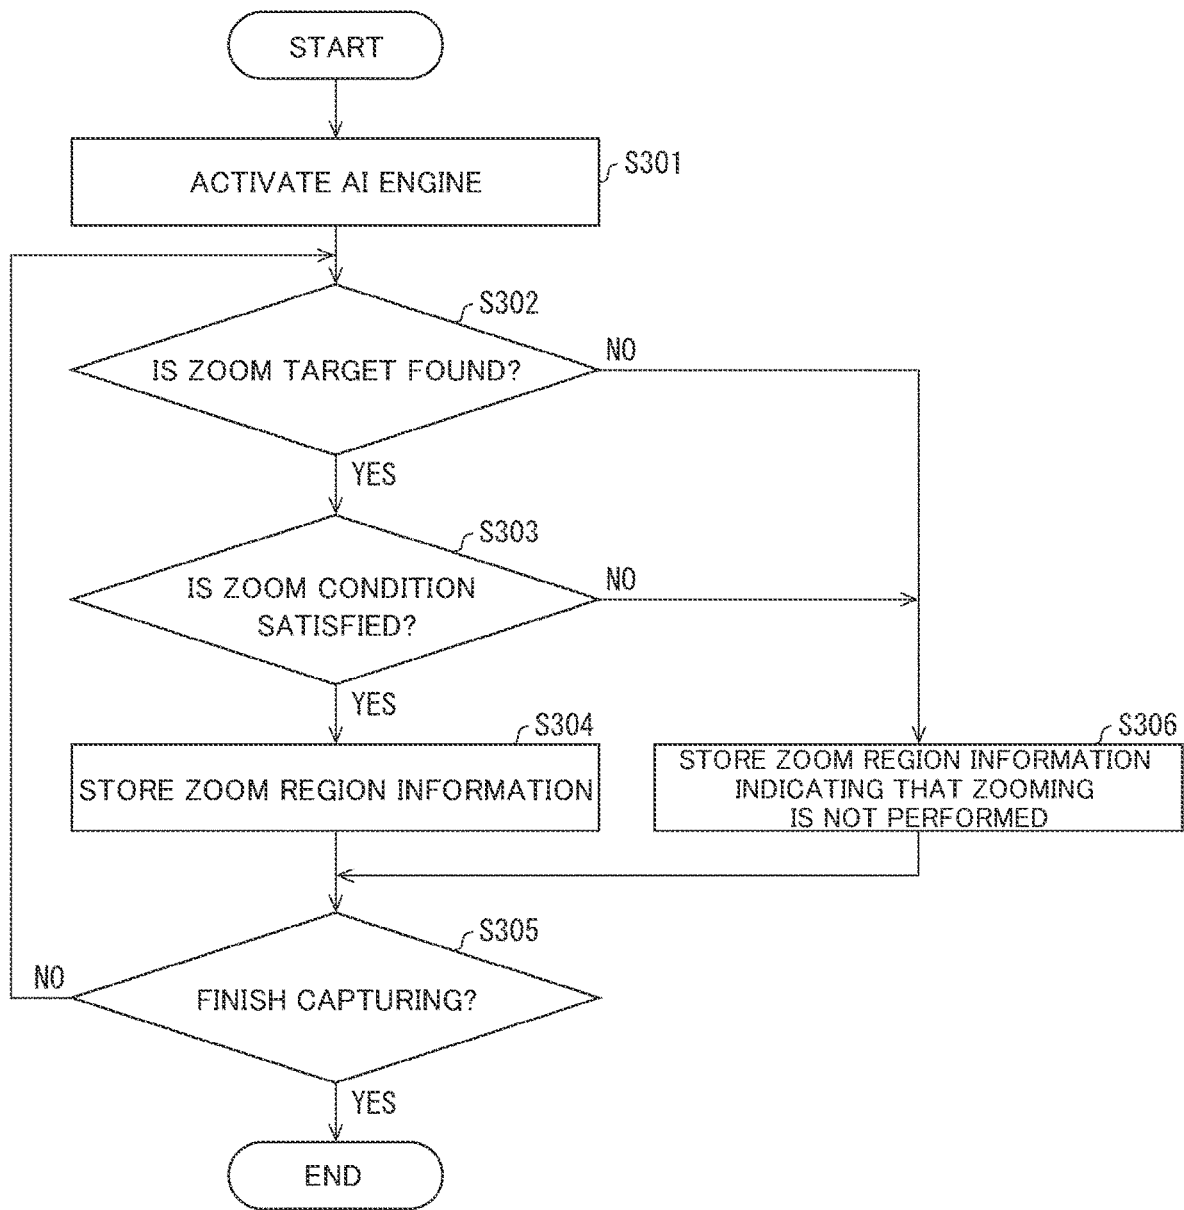 START
ACTIVATE AI ENGINE
S301
S302
IS ZOOM TARGET FOUND?
NO
YES
S303
IS ZOOM CONDITION
SATISFIED?
NO
YES
S304
STORE ZOOM REGION INFORMATION
S306
STORE ZOOM REGION INFORMATION
INDICATING THAT ZOOMING
IS NOT PERFORMED
S305
FINISH CAPTURING?
NO
YES
END